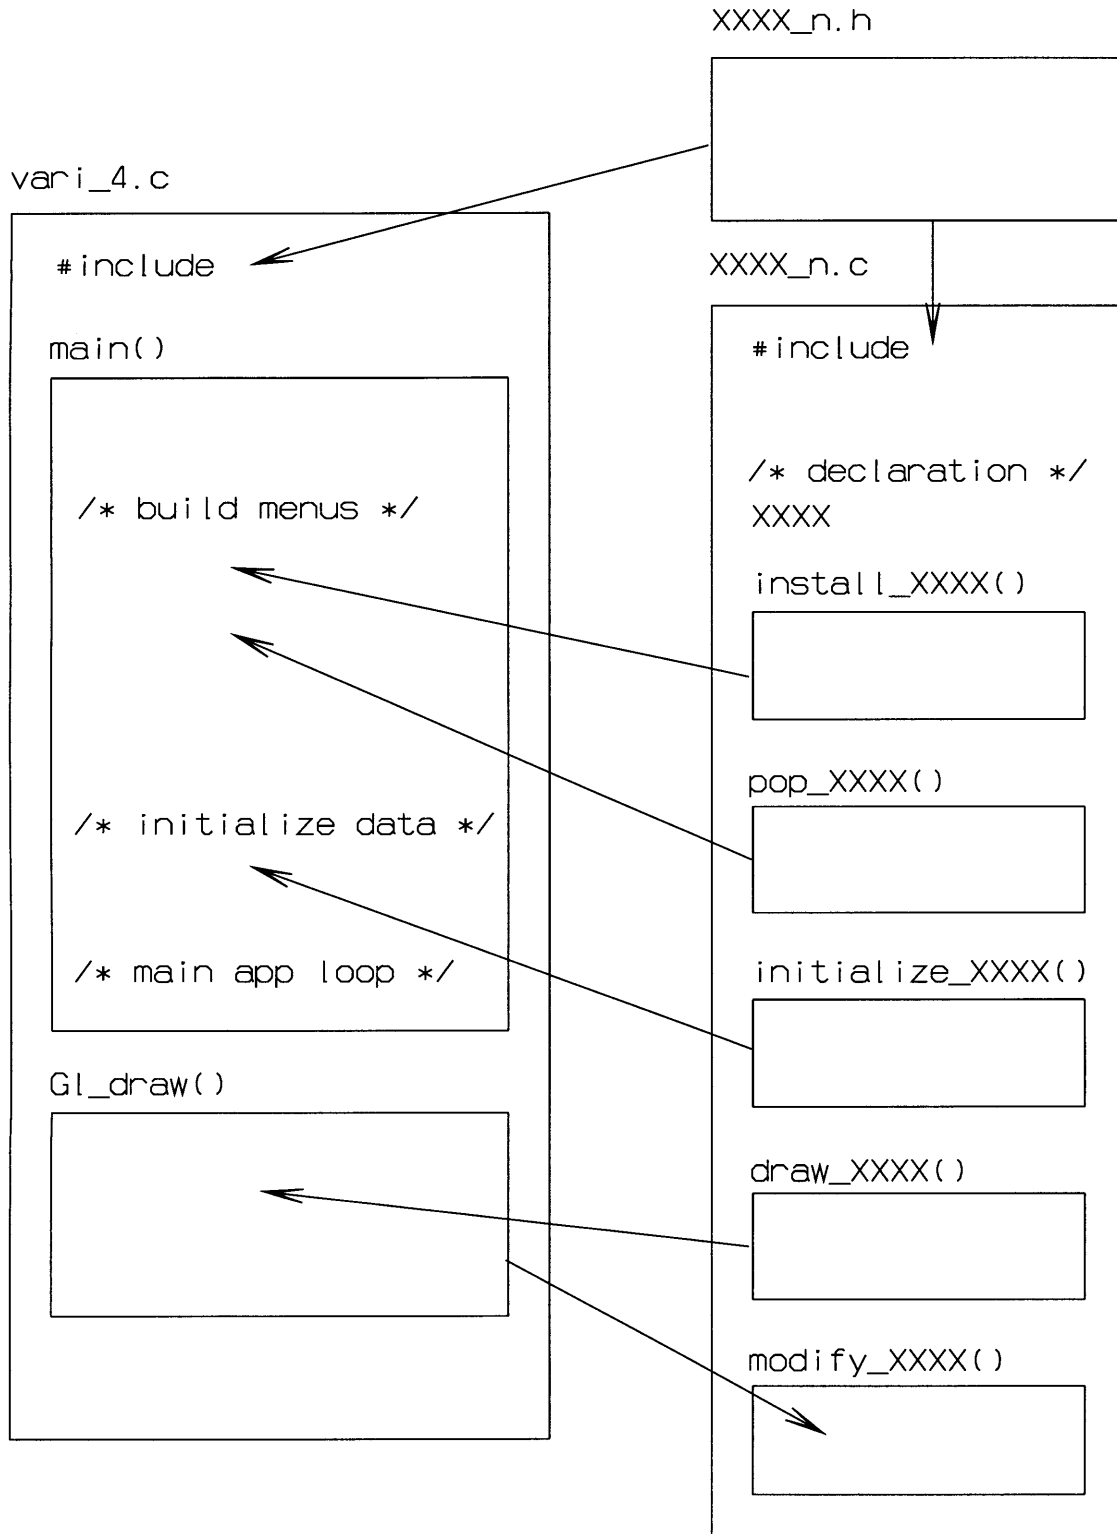 XXXX_n.h
vari_4.c
#include
main()
/* build menus */
/* initialize data */
/* main app loop */
Gl_draw()
XXXX_n.c
#include
/* declaration */
XXXX
install_XXXX()
pop_XXXX()
initialize_XXXX()
draw_XXXX()
modify_XXXX()